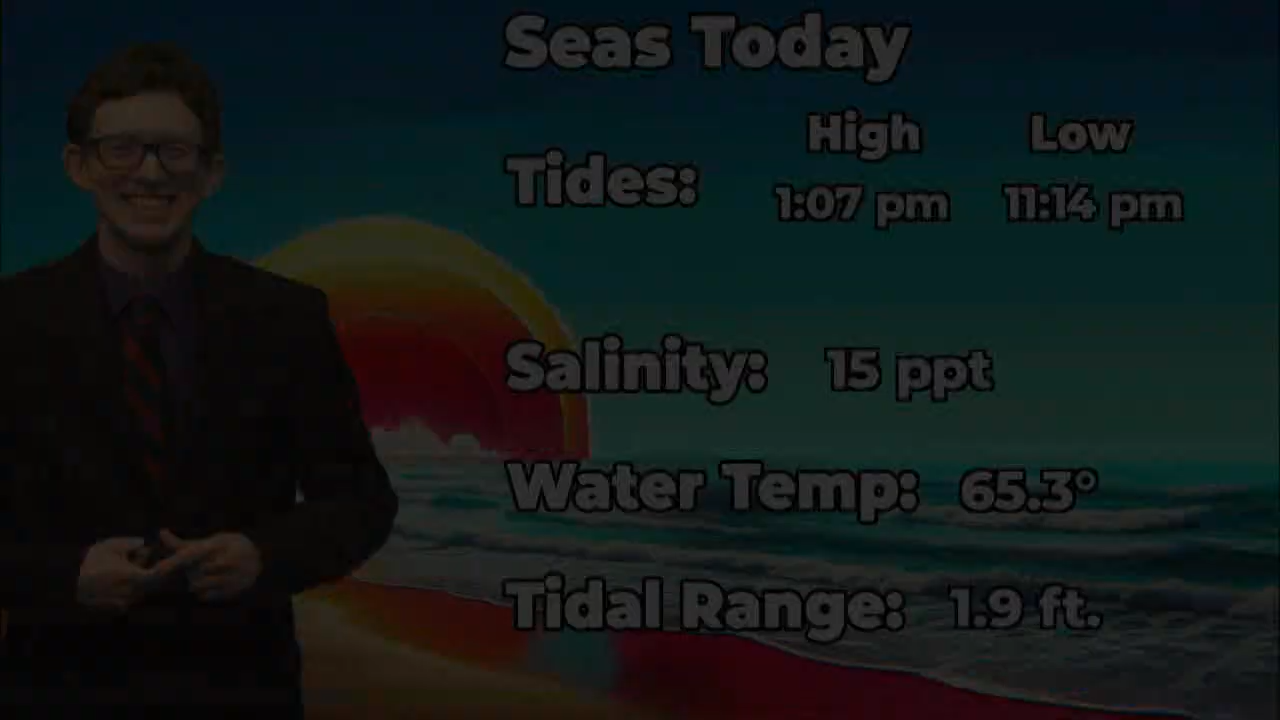 Seas Today
High Low
Tides: 1:07 pm 11:14 pm
Salinity: 15 ppt
Water Temp: 65.3°
Tidal Range: 1.9 ft.